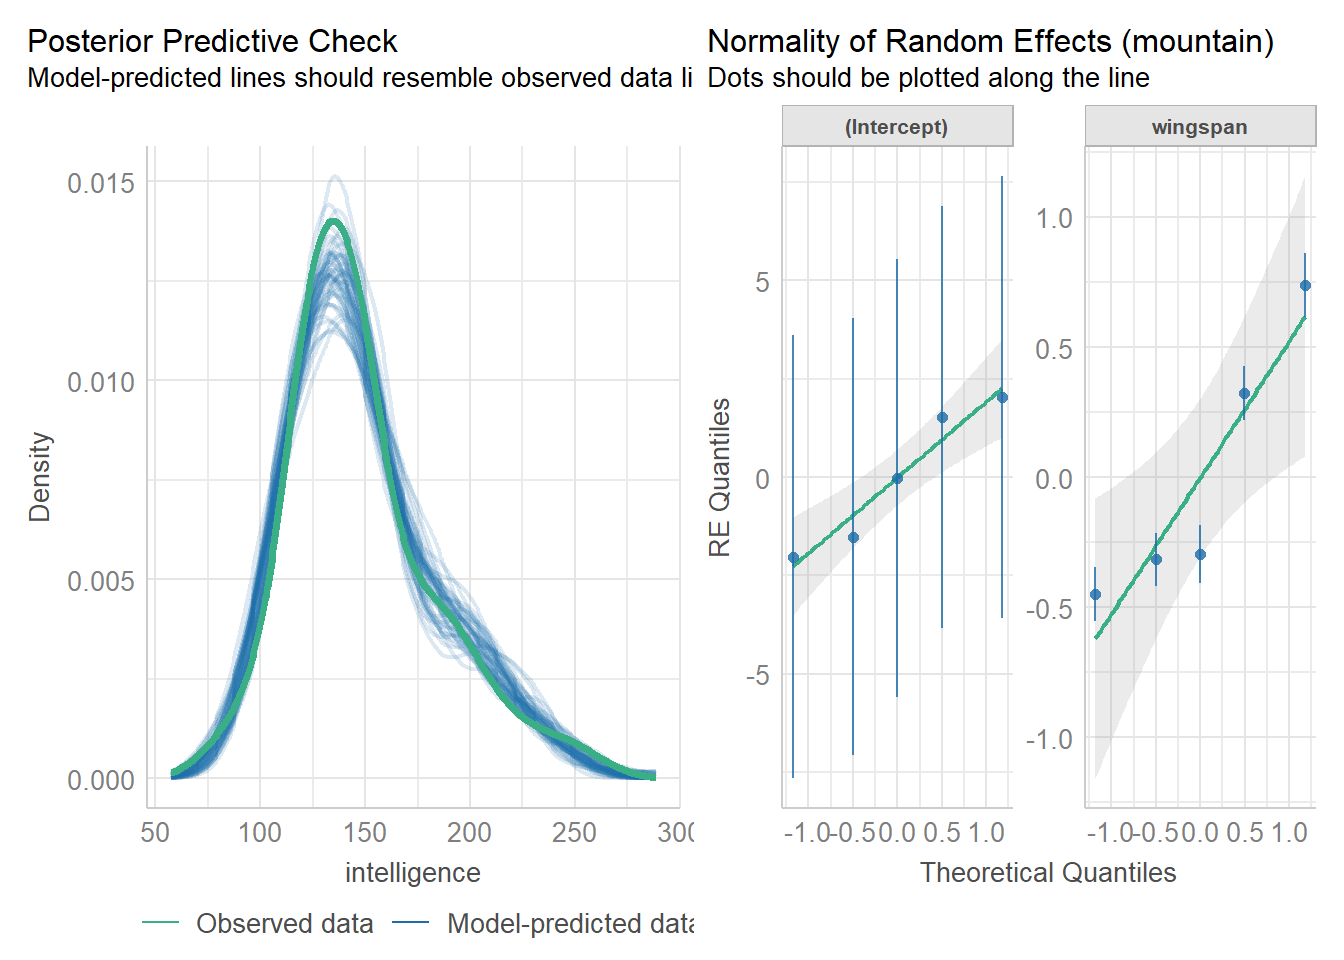 Posterior Predictive Check
Model-predicted lines should resemble observed data li
0.015
0.010
0.005
0.000
Density
50 100 150 200 250 300
intelligence
Observed data
Model-predicted data
Normality of Random Effects (mountain)
Dots should be plotted along the line
(Intercept)
5
0
-5
RE Quantiles
-1.0 -0.5 0.0 0.5 1.0
wingspan
1.0
0.5
0.0
-0.5
-1.0
-1.0 -0.5 0.0 0.5 1.0
Theoretical Quantiles